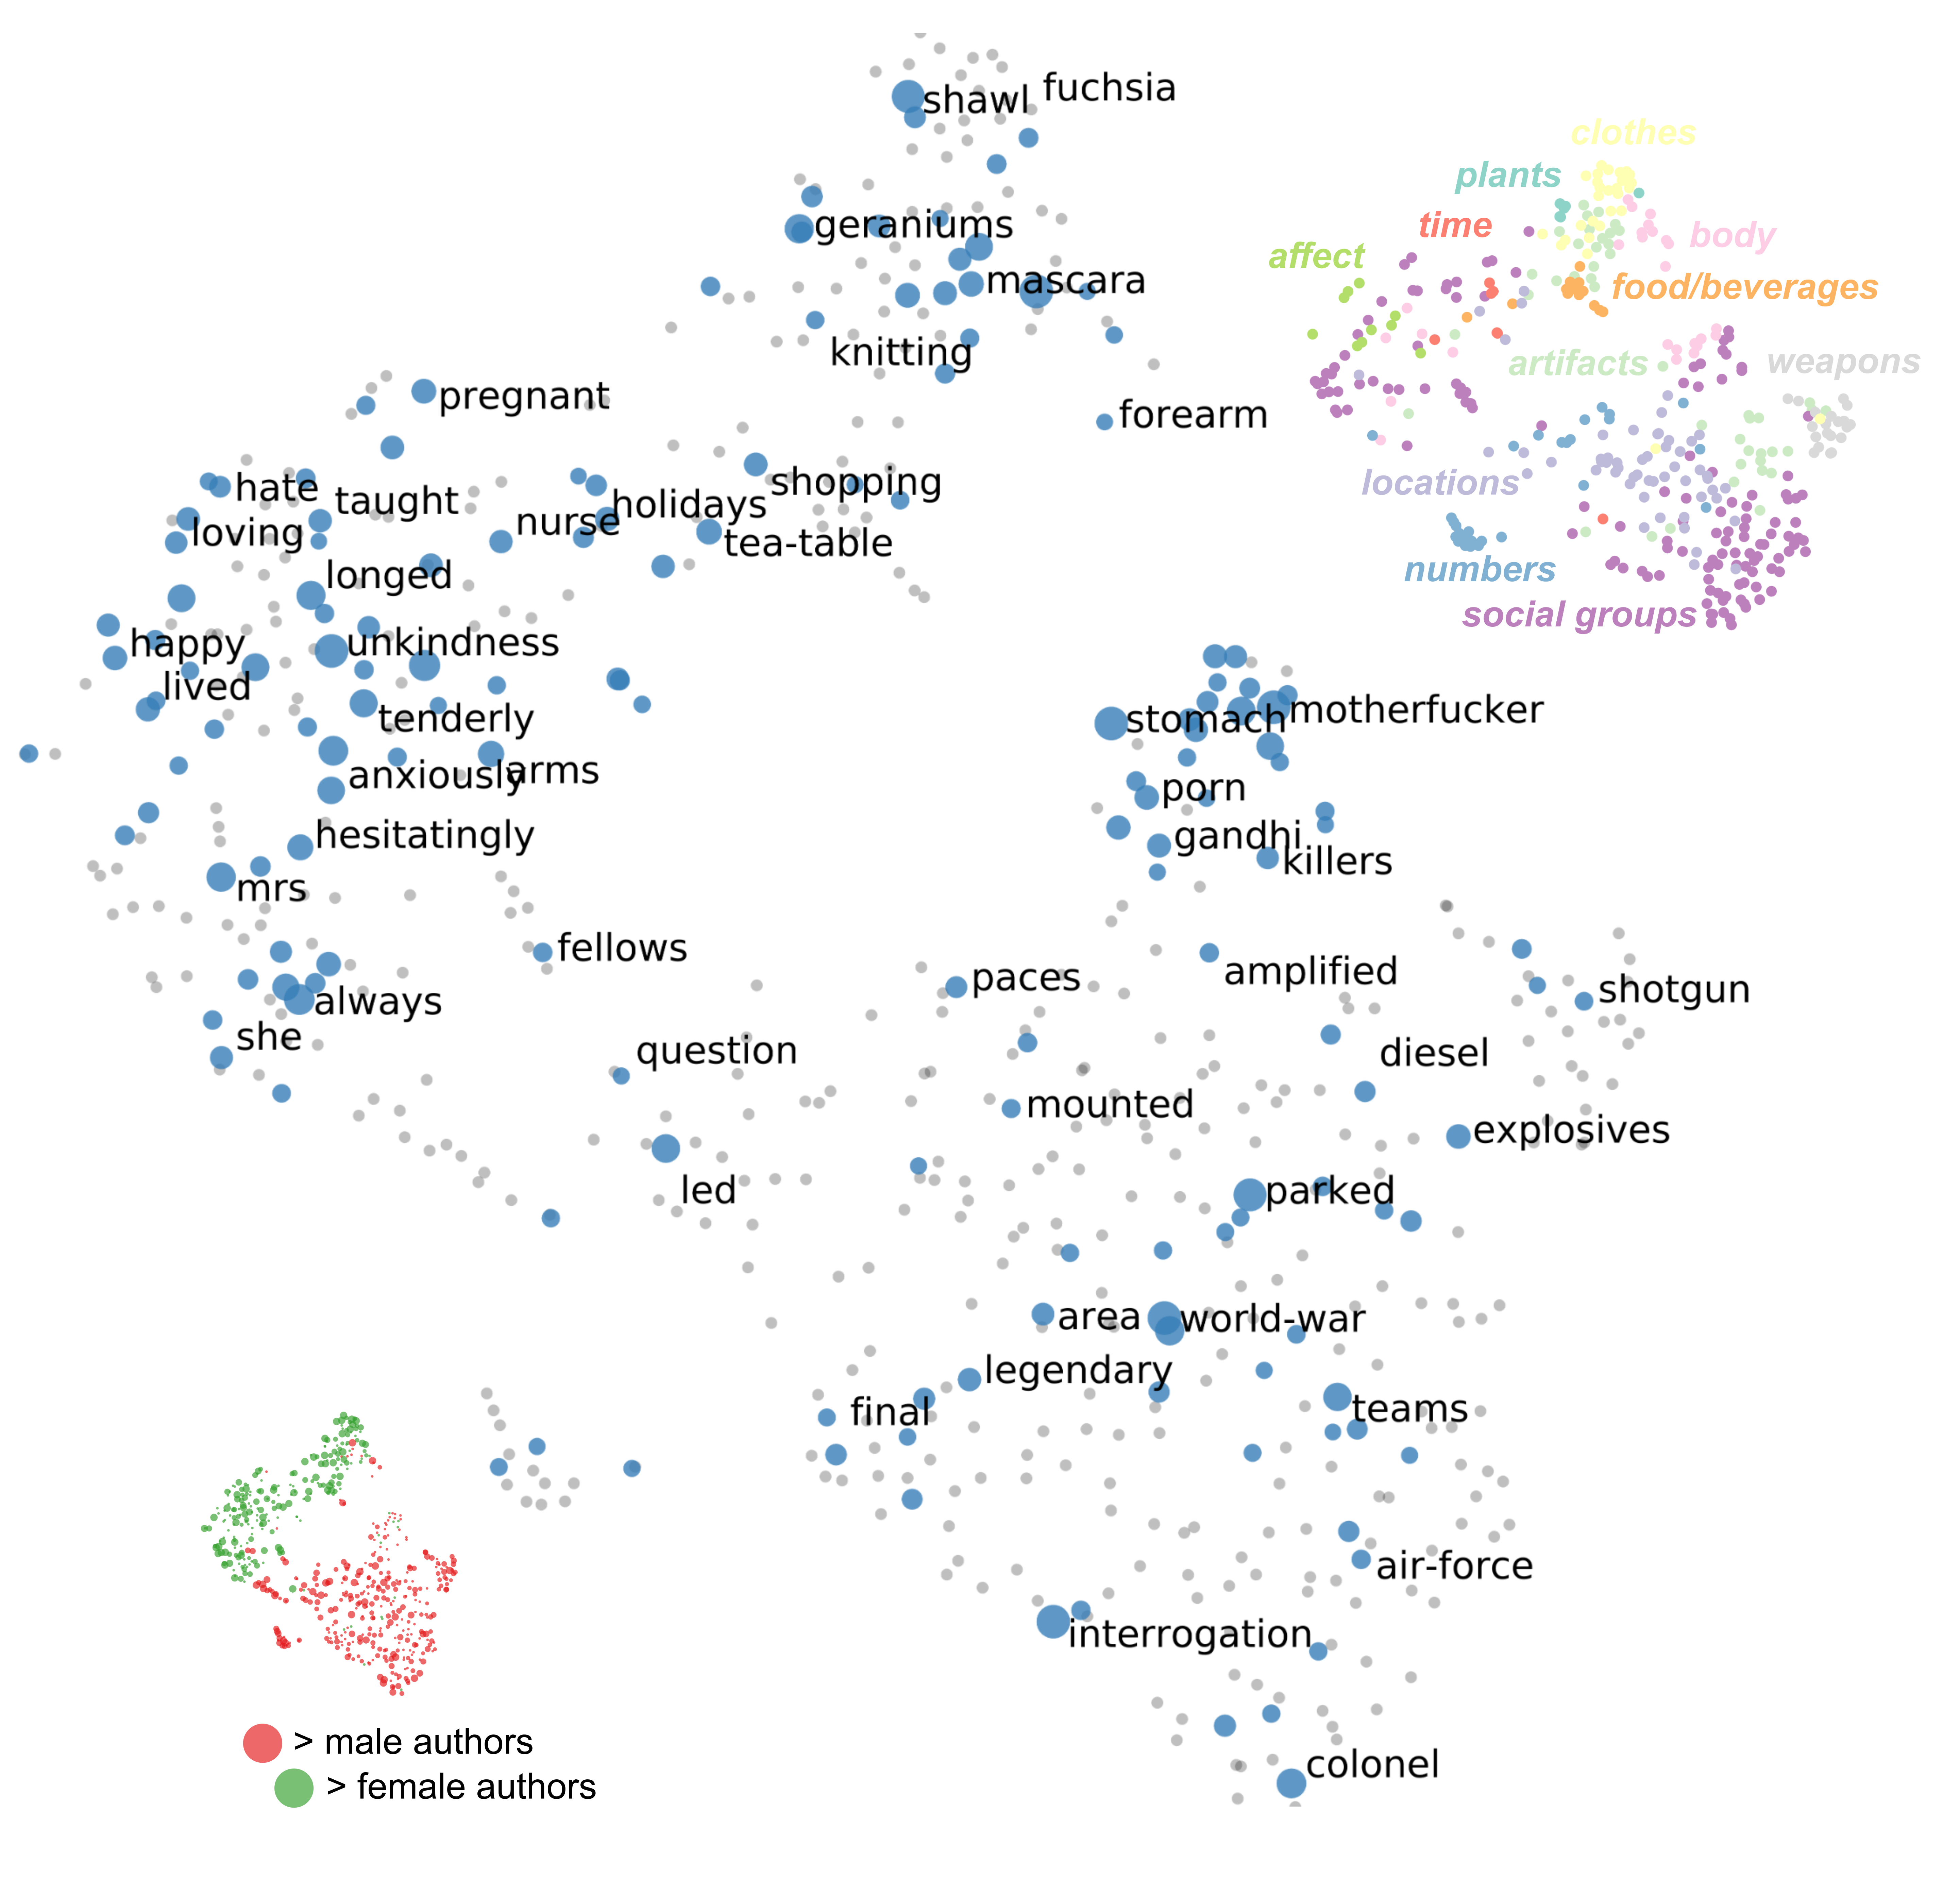 shawl
fuchsia
clothes
plants
geraniums
time
body
affect
mascara
food/beverages
knitting
artifacts
weapons
pregnant
forearm
hate
taught
holidays
shopping
locations
loving
nurse
tea-table
longed
numbers
social groups
happy
unkindness
lived
tenderly
stomach
motherfucker
anxiously
arms
porn
hesitatingly
gandhi
killers
mrs
fellows
paces
amplified
shotgun
always
she
question
diesel
mounted
explosives
led
parked
area
world-war
legendary
final
teams
air-force
interrogation
> male authors
colonel
> female authors